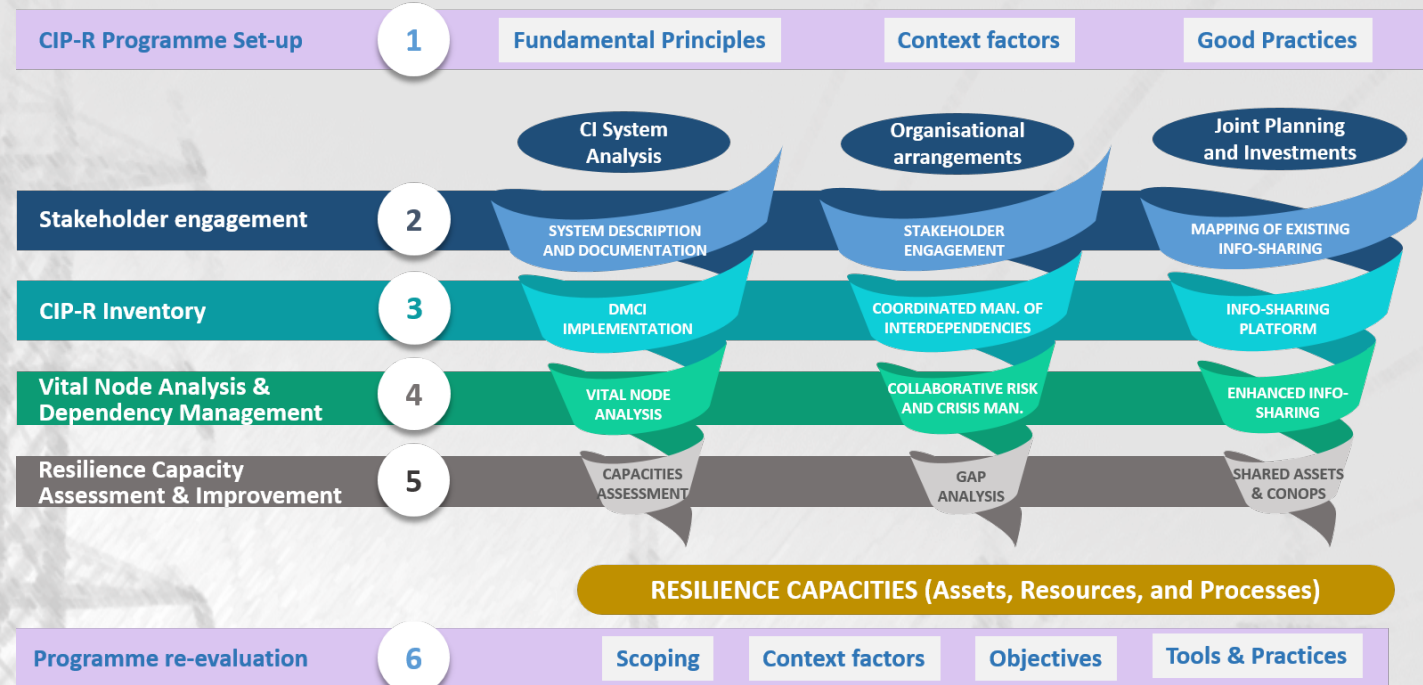 CIP-R Programme Set-up
1
Fundamental Principles
Context factors
Good Practices
CI System
Analysis
Organisational
arrangements
Joint Planning
and Investments
Stakeholder engagement
2
SYSTEM DESCRIPTION
AND DOCUMENTATION
STAKEHOLDER
ENGAGEMENT
MAPPING OF EXISTING
INFO-SHARING
CIP-R Inventory
3
DMCI
IMPLEMENTATION
COORDINATED MAN. OF
INTERDEPENDENCIES
INFO-SHARING
PLATFORM
Vital Node Analysis &
Dependency Management
4
VITAL NODE
ANALYSIS
COLLABORATIVE RISK
AND CRISIS MAN.
ENHANCED INFO-
SHARING
Resilience Capacity
Assessment & Improvement
5
CAPACITIES
ASSESSMENT
GAP
ANALYSIS
SHARED ASSETS
& CONOPS
RESILIENCE CAPACITIES (Assets, Resources, and Processes)
Programme re-evaluation
6
Scoping
Context factors
Objectives
Tools & Practices